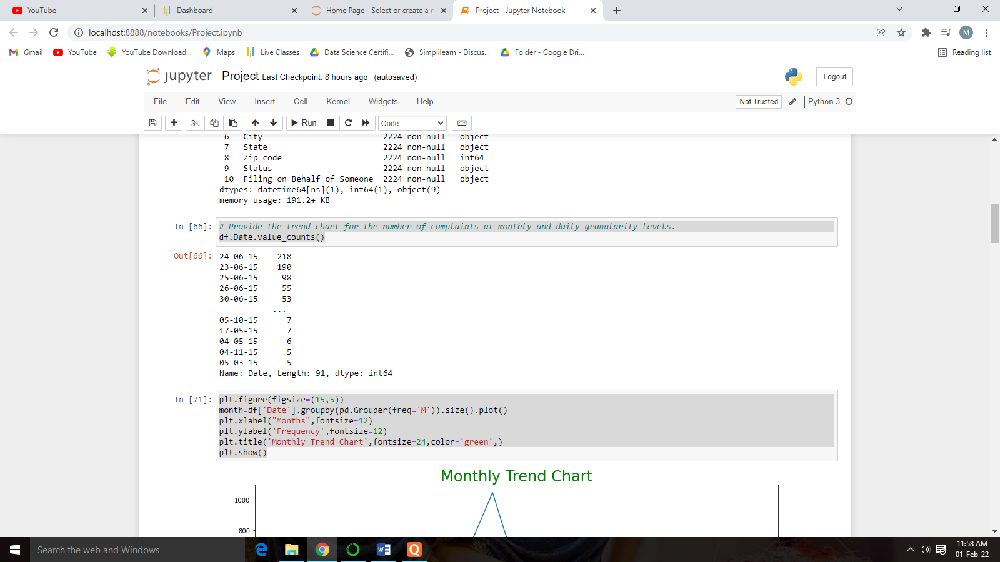 YouTube
Dashboard
Home Page - Select or create a n
Project - Jupyter Notebook
localhost:8888/notebooks/Project.ipynb
M
Gmail
YouTube
YouTube Download...
Maps
Live Classes
Data Science Certifi...
Simplilearn - Discus...
Folder - Google Dri...
Reading list
jupyter Project Last Checkpoint: 8 hours ago (autosaved)
Logout
File Edit View Insert Cell Kernel Widgets Help
Not Trusted
Python 3
Run
Code
6 City 2224 non-null object
7 State 2224 non-null object
8 Zip code 2224 non-null int64
9 Status 2224 non-null object
10 Filing on Behalf of Someone 2224 non-null object
dtypes: datetime64[ns](1), int64(1), object(9)
memory usage: 191.2+ KB
In [66]: # Provide the trend chart for the number of complaints at monthly and daily granularity levels.
df.Date.value_counts()
Out[66]: 24-06-15 218
23-06-15 190
25-06-15 98
26-06-15 55
30-06-15 53
...
05-10-15 7
17-05-15 7
04-05-15 6
04-11-15 5
05-03-15 5
Name: Date, Length: 91, dtype: int64
In [71]: plt.figure(figsize=(15,5))
month=df['Date'].groupby(pd.Grouper(freq='M')).size().plot()
plt.xlabel("Months",fontsize=12)
plt.ylabel('Frequency',fontsize=12)
plt.title('Monthly Trend Chart',fontsize=24,color='green',)
plt.show()
Monthly Trend Chart
1000
800
Search the web and Windows
11:58 AM
01-Feb-22